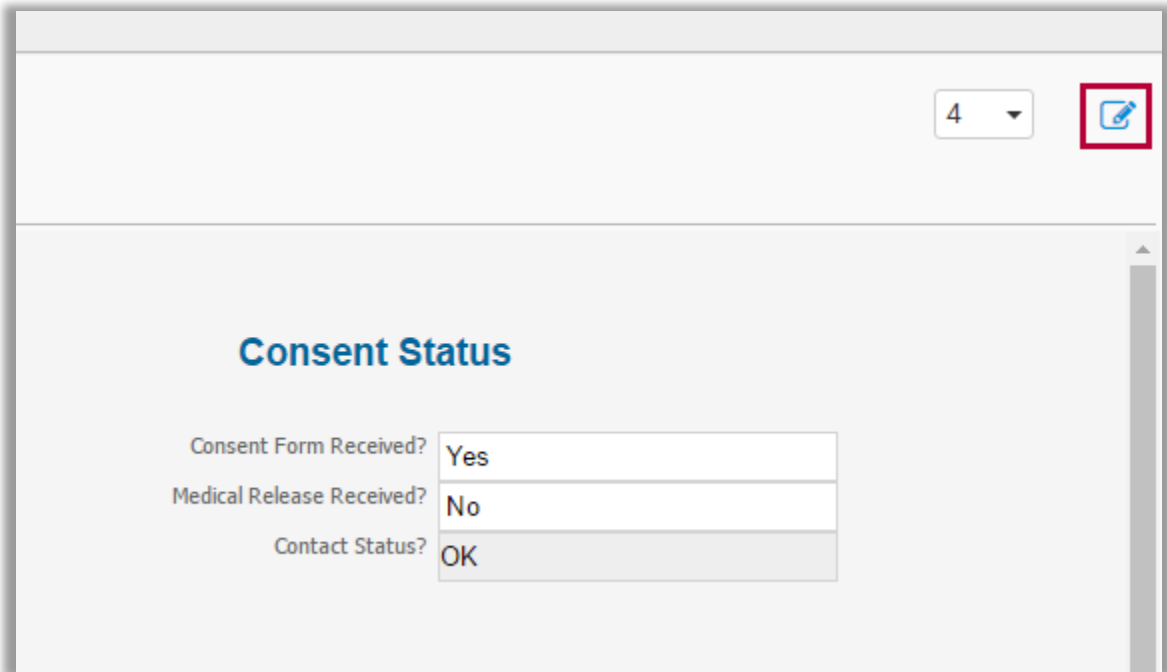 4
Consent Status
Consent Form Received? Yes
Medical Release Received? No
Contact Status? OK